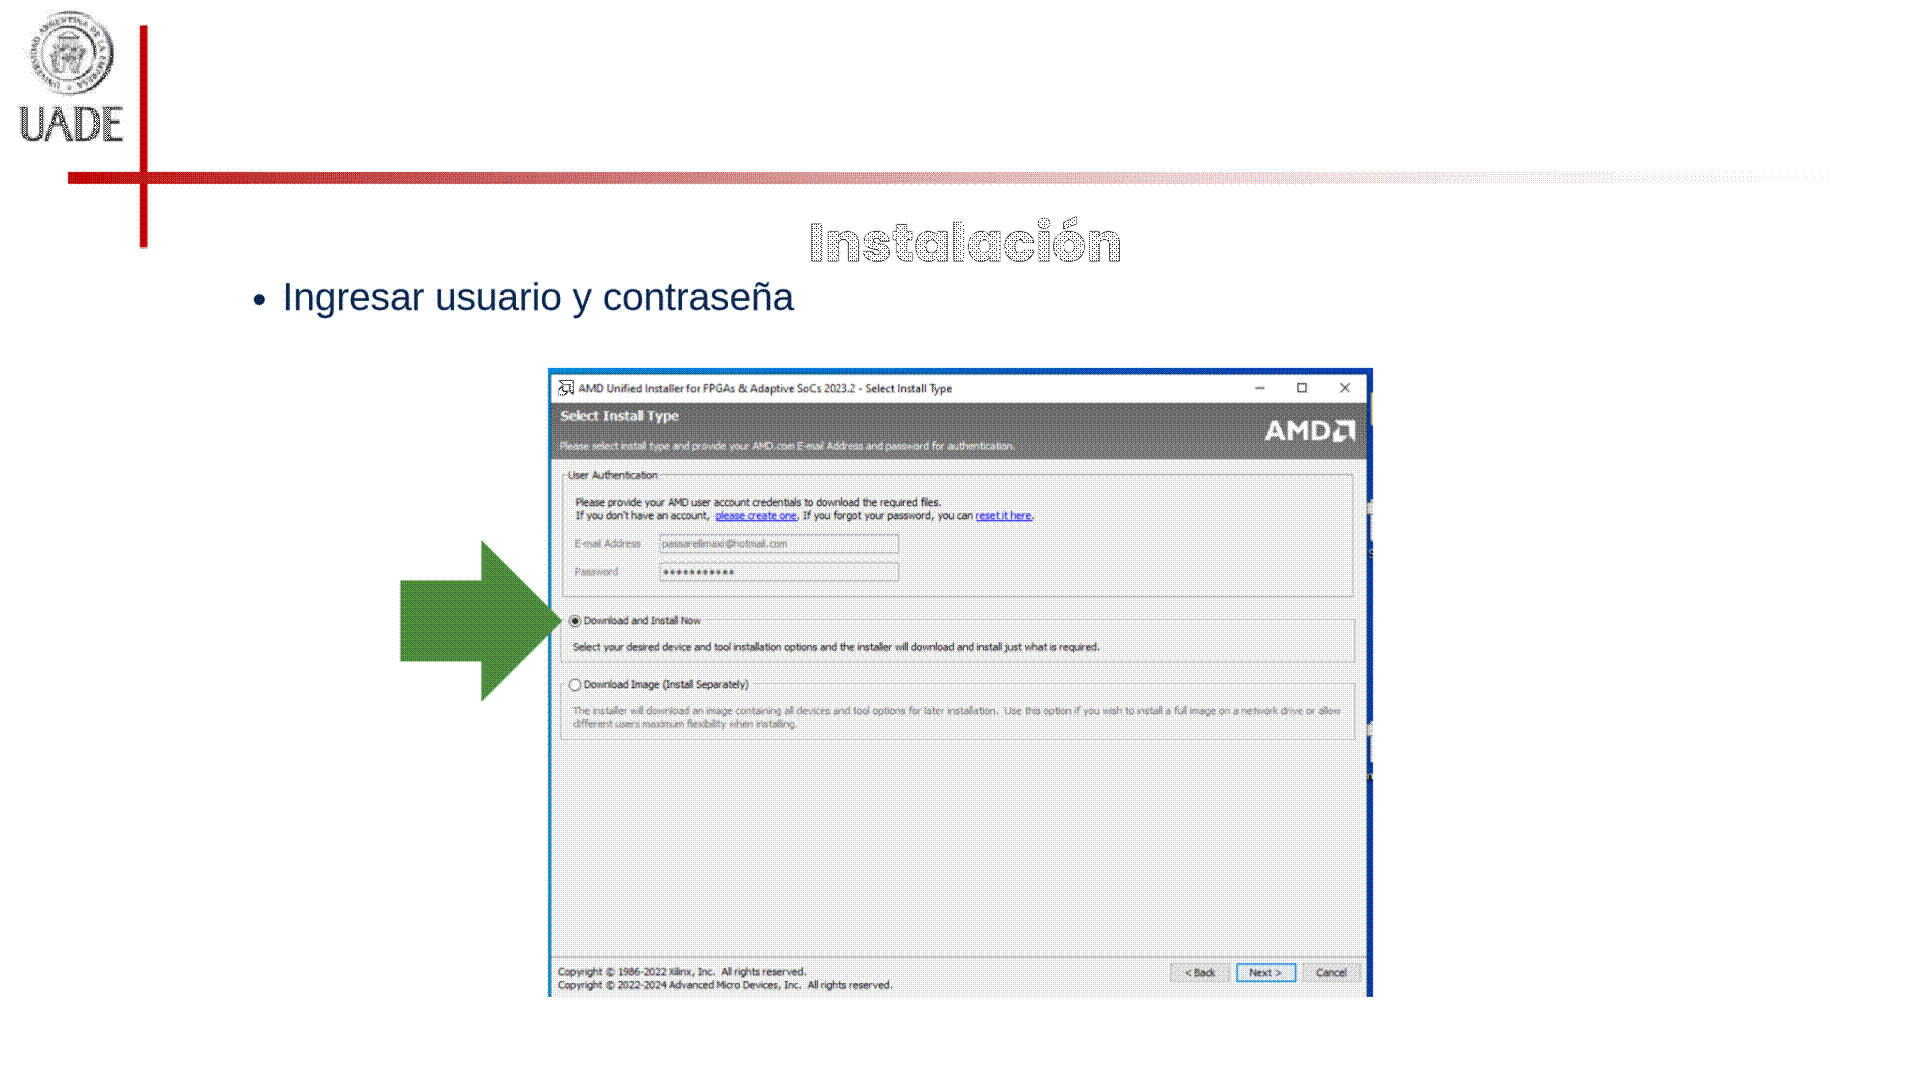 UNIVERSIDAD ARGENTINA DE LA EMPRESA
UADE
Instalación
• Ingresar usuario y contraseña
AMD Unified Installer for FPGAs & Adaptive SoCs 2023.2 - Select Install Type
Select Install Type
AMD
Please select install type and provide your AMD.com E-mail Address and password for authentication.
User Authentication
Please provide your AMD user account credentials to download the required files.
If you don't have an account, please create one. If you forgot your password, you can reset it here.
E-mail Address passarellimaxi@hotmail.com
Password ●●●●●●●●●●●
Download and Install Now
Select your desired device and tool installation options and the installer will download and install just what is required.
Download Image (Install Separately)
The installer will download an image containing all devices and tool options for later installation. Use this option if you wish to install a full image on a network drive or allow
different users maximum flexibility when installing.
Copyright © 1986-2022 Xilinx, Inc. All rights reserved.
Copyright © 2022-2024 Advanced Micro Devices, Inc. All rights reserved.
< Back Next > Cancel